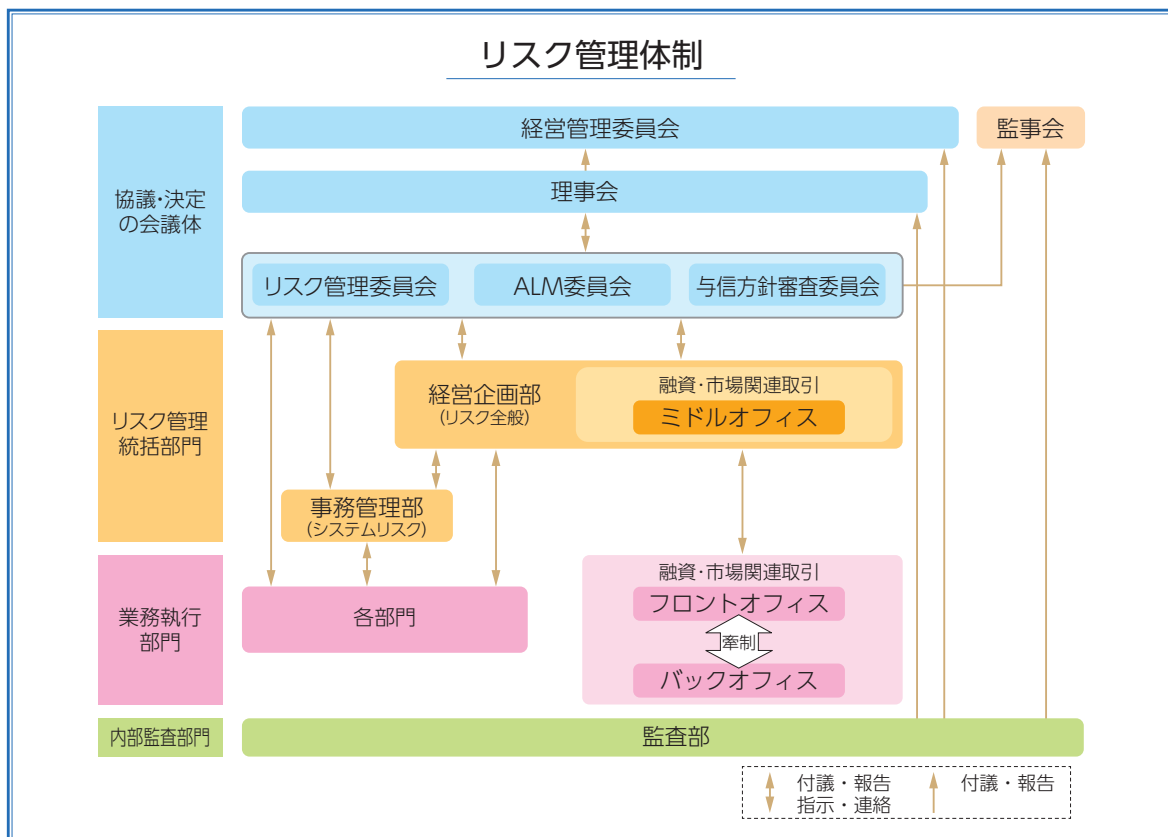 リスク管理体制
協議・決定
の会議体
経営管理委員会
監事会
理事会
リスク管理委員会
ALM委員会
与信方針審査委員会
リスク管理
統括部門
経営企画部
(リスク全般)
融資・市場関連取引
ミドルオフィス
事務管理部
(システムリスク)
業務執行
部門
各部門
融資・市場関連取引
フロントオフィス
牽制
バックオフィス
内部監査部門
監査部
付議・報告
指示・連絡
付議・報告